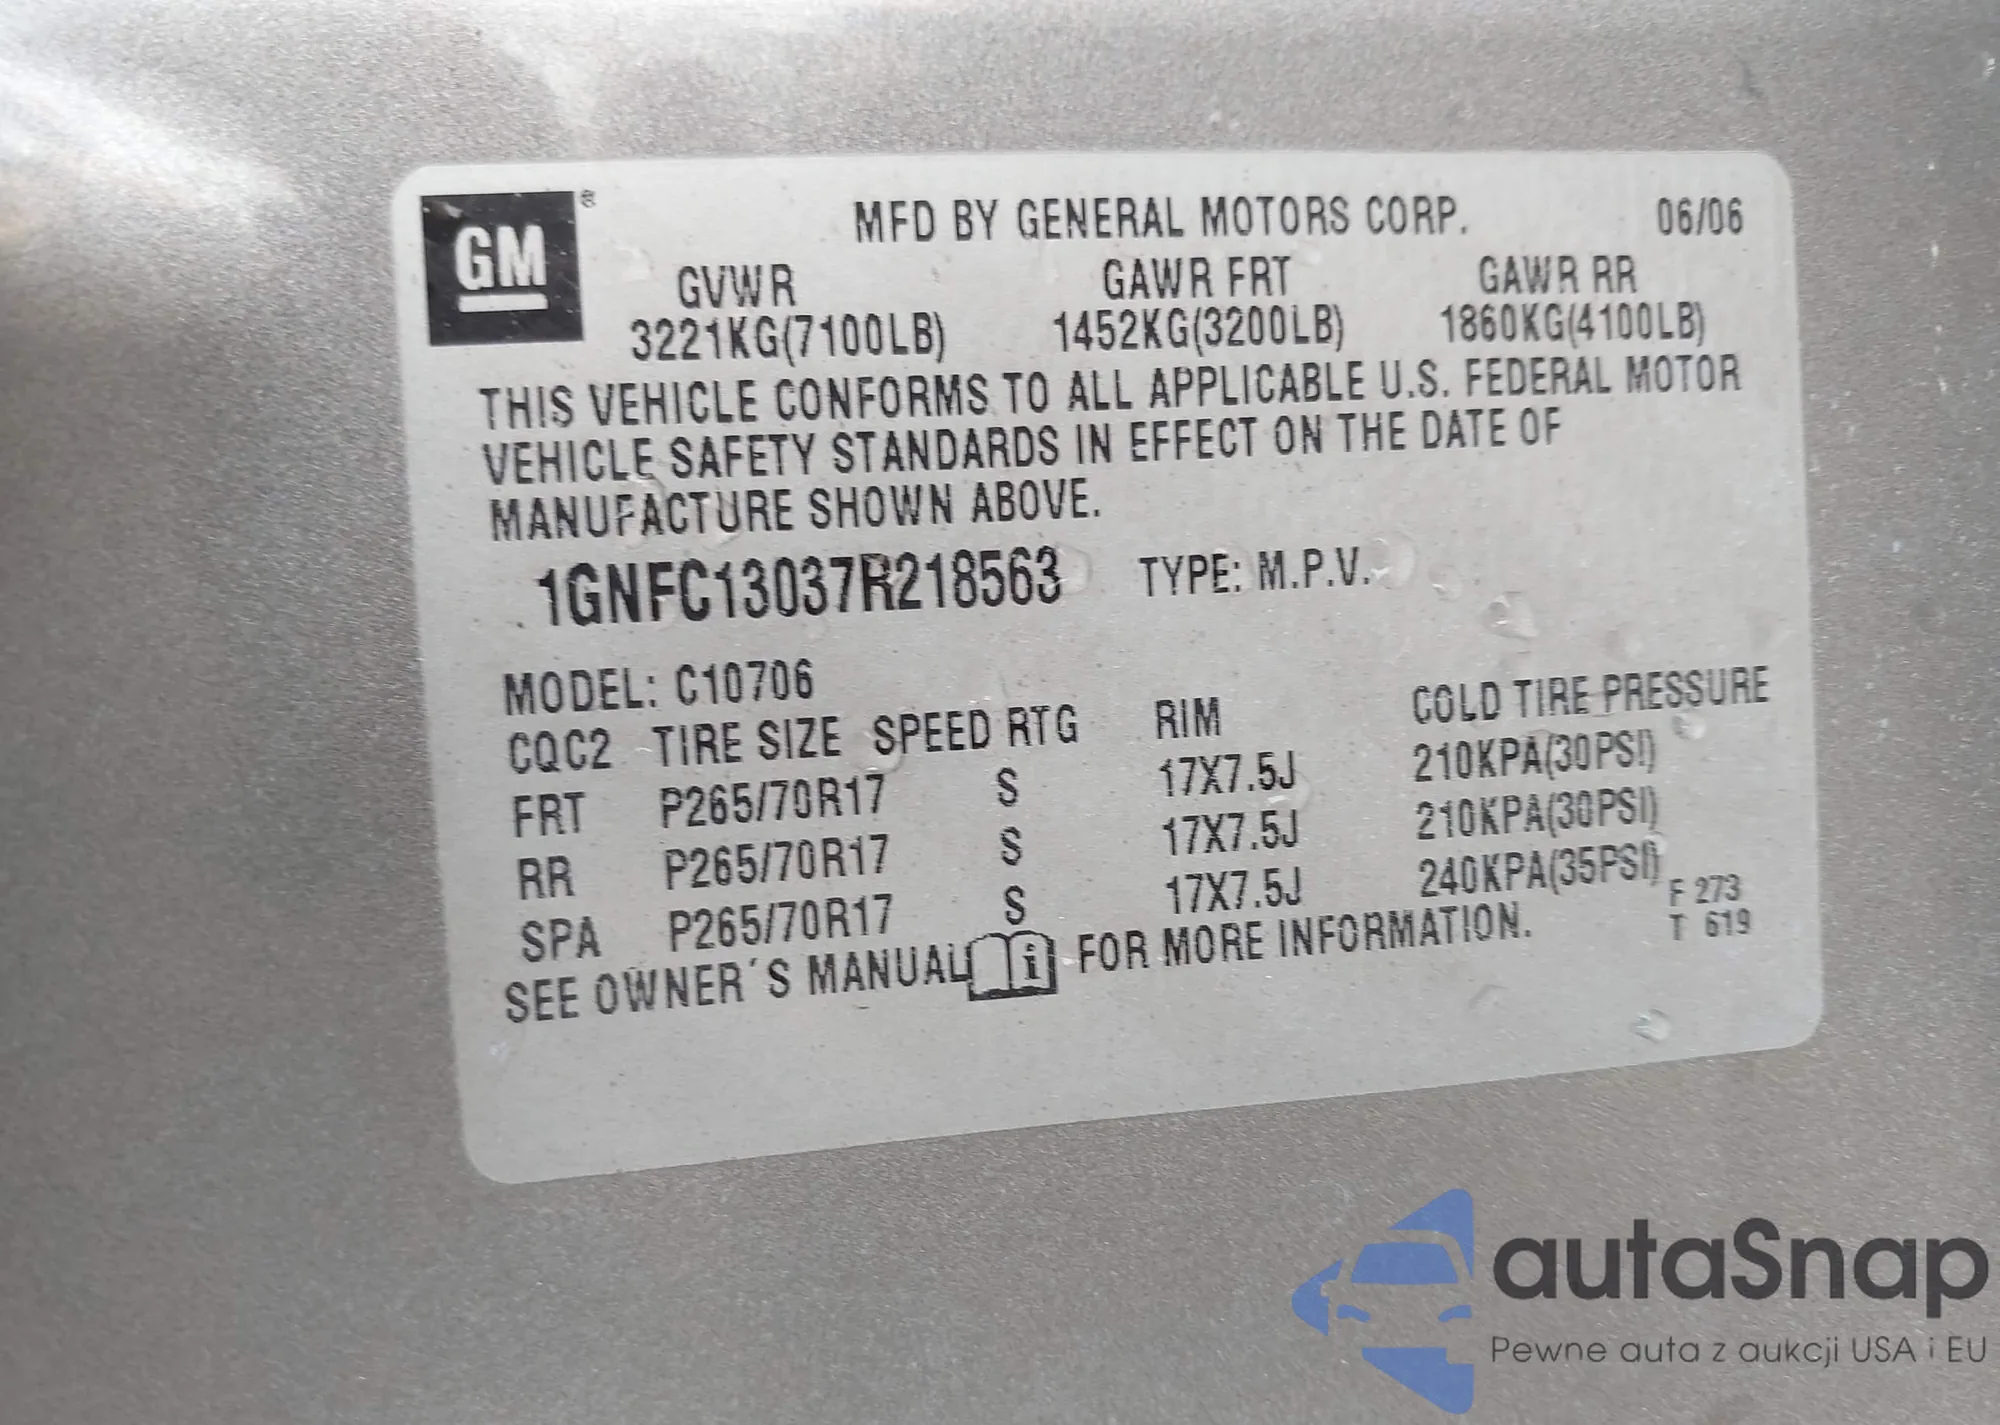 GM ®
MFD BY GENERAL MOTORS CORP. 06/06
GVWR GAWR FRT GAWR RR
3221KG(7100LB) 1452KG(3200LB) 1860KG(4100LB)
THIS VEHICLE CONFORMS TO ALL APPLICABLE U.S. FEDERAL MOTOR
VEHICLE SAFETY STANDARDS IN EFFECT ON THE DATE OF
MANUFACTURE SHOWN ABOVE.
1GNFC13037R218563 TYPE: M.P.V.
MODEL: C10706
CQC2 TIRE SIZE SPEED RTG RIM COLD TIRE PRESSURE
FRT P265/70R17 S 17X7.5J 210KPA(30PSI)
RR P265/70R17 S 17X7.5J 210KPA(30PSI)
SPA P265/70R17 S 17X7.5J 240KPA(35PSI)
F 273
T 619
SEE OWNER´S MANUAL i FOR MORE INFORMATION.
autaSnap
Pewne auta z aukcji USA i EU